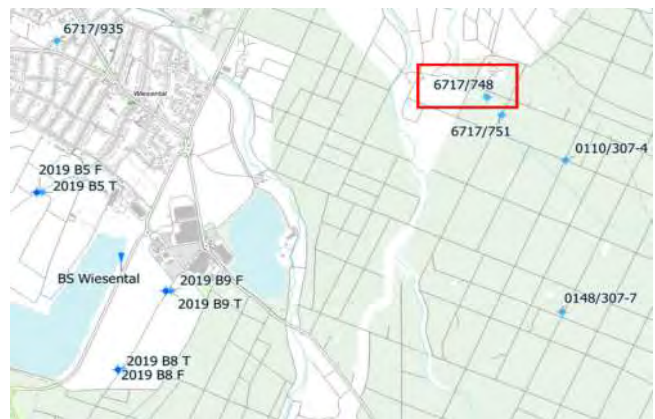 6717/935
Wiesental
6717/748
6717/751
0110/307-4
2019 B5 F
2019 B5 T
BS Wiesental
2019 B9 F
2019 B9 T
0148/307-7
2019 B8 T
2019 B8 F